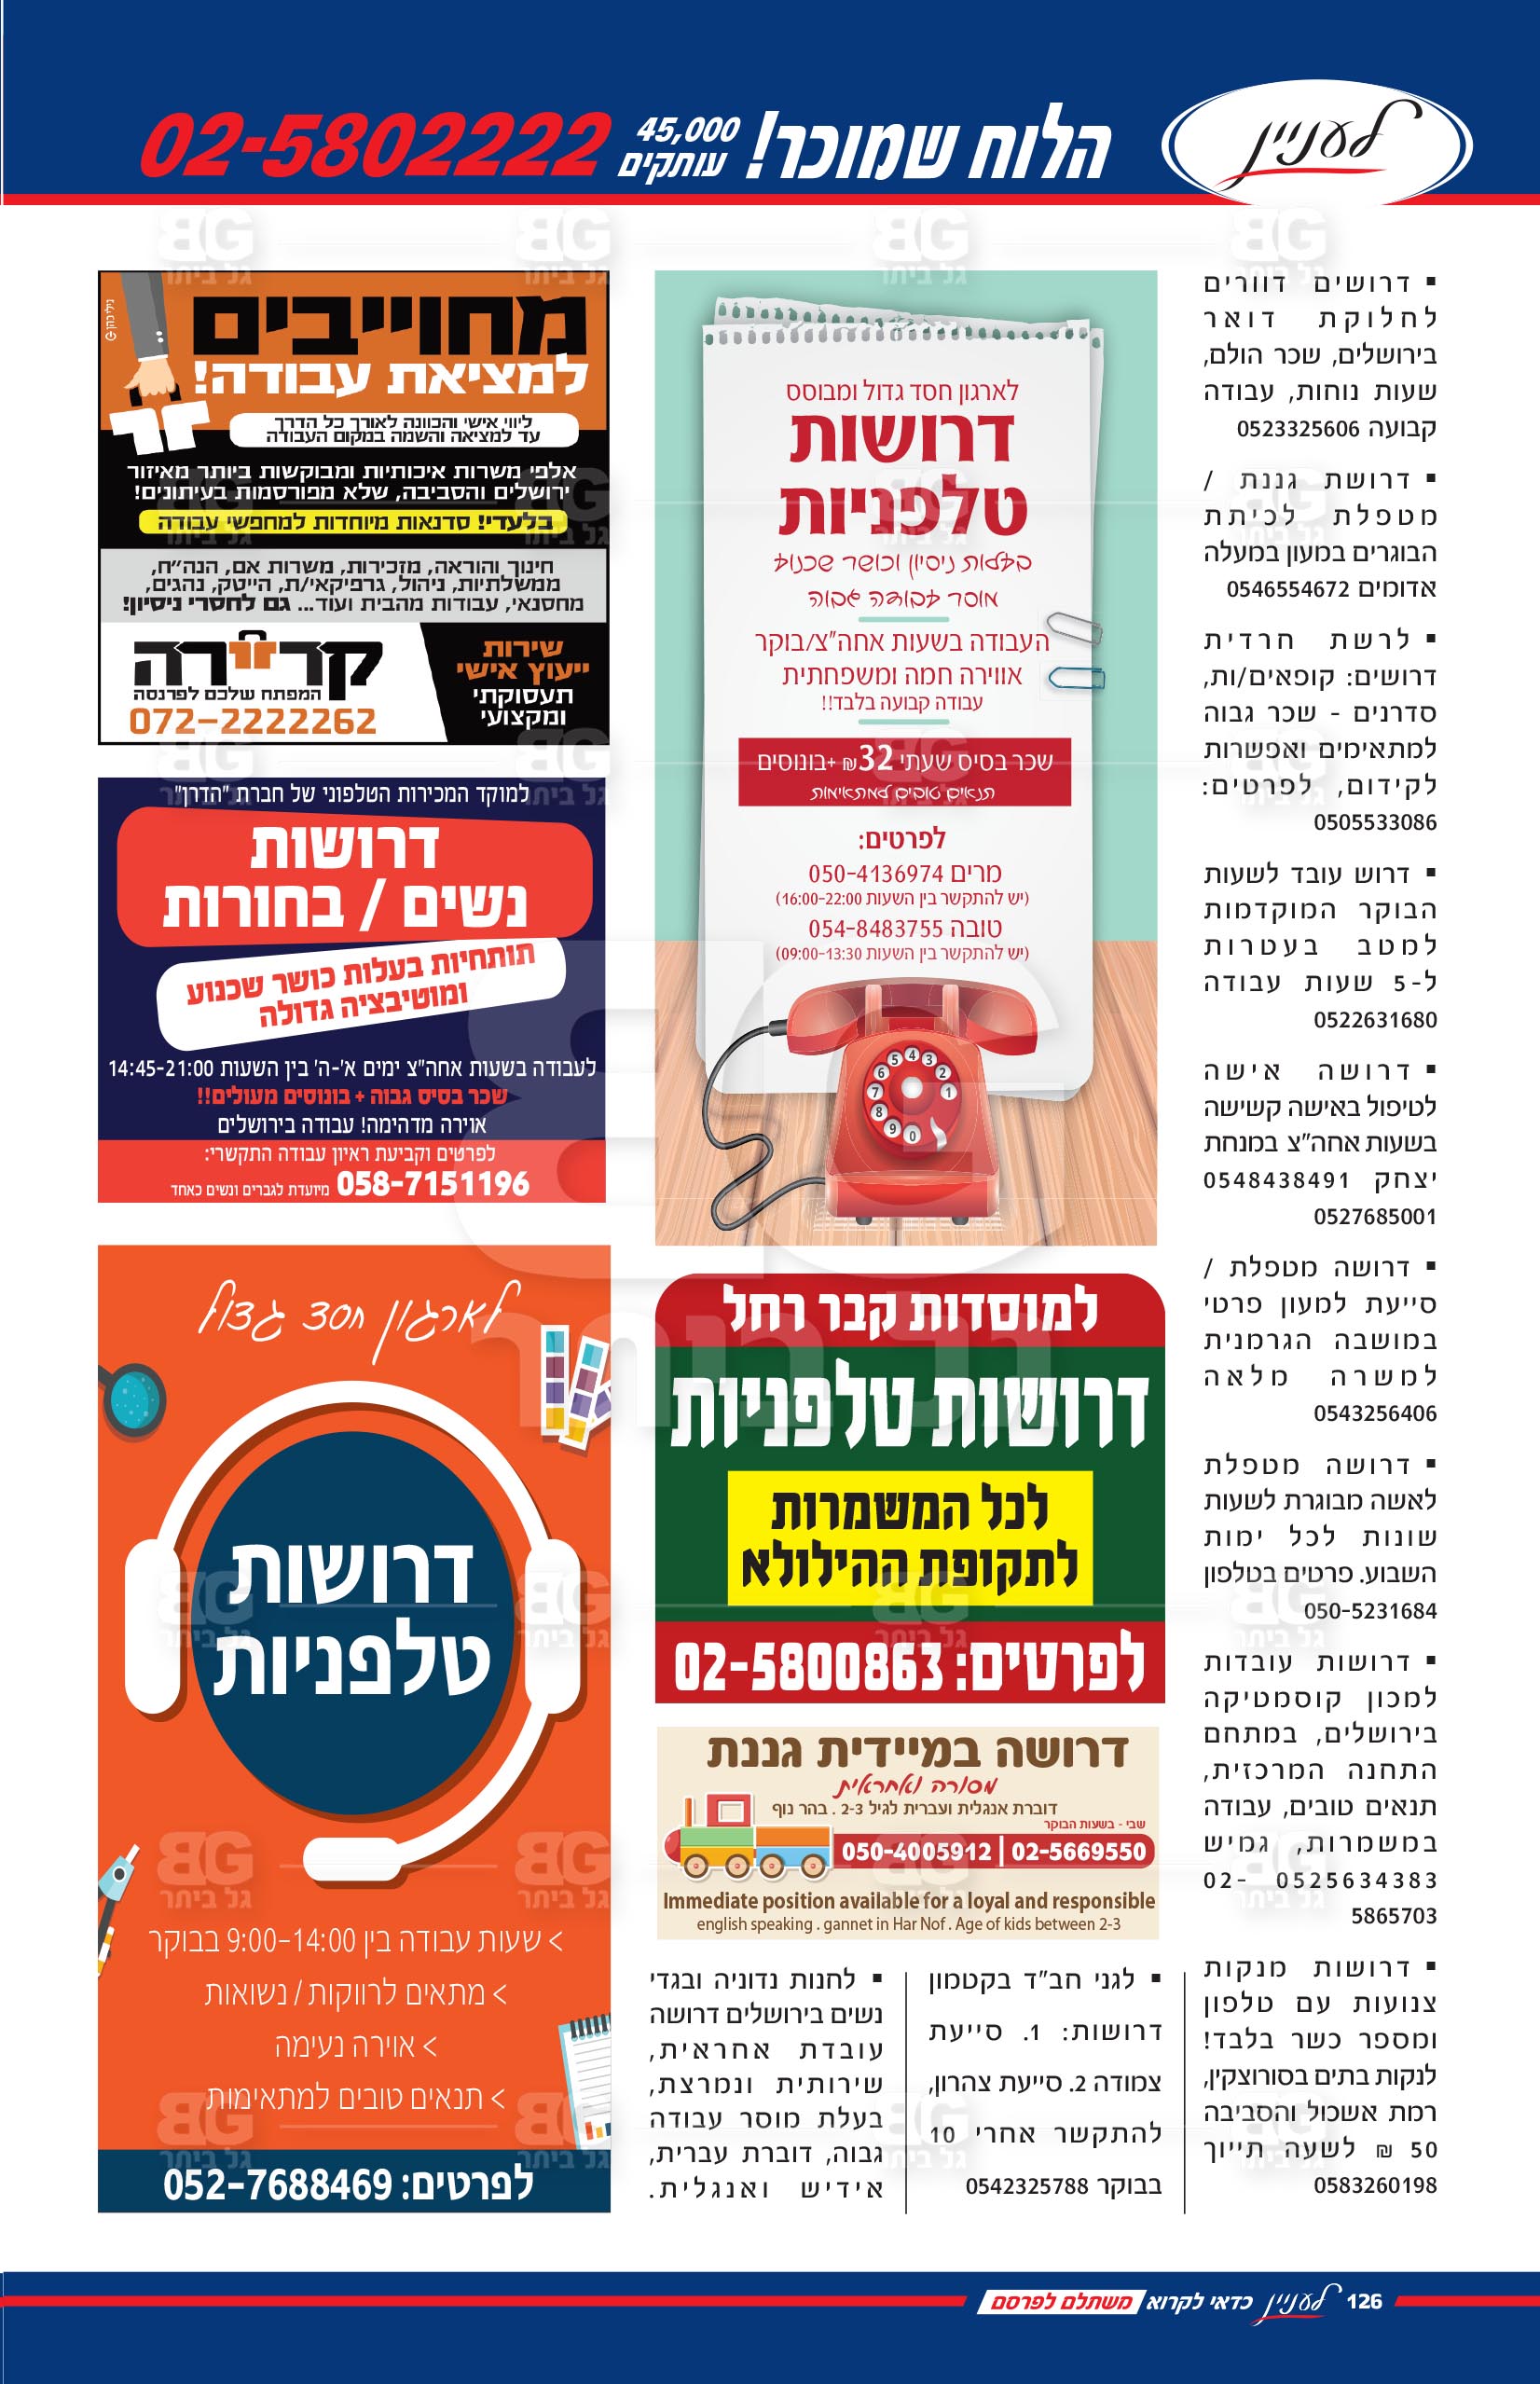 לעניין
הלוח שמוכר!
45,000
עותקים
02-5802222
▪ דרושים דוורים
לחלוקת דואר
בירושלים, שכר הולם,
שעות נוחות, עבודה
קבועה 0523325606
▪ דרושת גננת /
מטפלת לכיתת
הבוגרים במעון במעלה
אדומים 0546554672
▪ לרשת חרדית
דרושים: קופאים/ות,
סדרנים - שכר גבוה
למתאימים ואפשרות
לקידום, לפרטים:
0505533086
▪ דרוש עובד לשעות
הבוקר המוקדמות
למטב בעטרות
ל-5 שעות עבודה
0522631680
▪ דרושה אישה
לטיפול באישה קשישה
בשעות אחה"צ במנחת
יצחק 0548438491
0527685001
▪ דרושה מטפלת /
סייעת למעון פרטי
במושבה הגרמנית
למשרה מלאה
0543256406
▪ דרושה מטפלת
לאשה מבוגרת לשעות
שונות לכל ימות
השבוע. פרטים בטלפון
050-5231684
▪ דרושות עובדות
למכון קוסמטיקה
בירושלים, במתחם
התחנה המרכזית,
תנאים טובים, עבודה
במשמרות, גמיש
0525634383 02-
5865703
▪ דרושות מנקות
צנועות עם טלפון
ומספר כשר בלבד!
לנקות בתים בסורוצקין,
רמת אשכול והסביבה
50 ₪ לשעה תייוך
0583260198
לארגון חסד גדול ומבוסס
דרושות
טלפניות
בעלות ניסיון וכושר שכנוע
מוסר עבודה גבוה
העבודה בשעות אחה"צ/בוקר
אווירה חמה ומשפחתית
עבודה קבועה בלבד!!
שכר בסיס שעתי 32₪ +בונוסים
תנאים טובים למתאימות
לפרטים:
מרים 050-4136974
(יש להתקשר בין השעות 16:00-22:00)
טובה 054-8483755
(יש להתקשר בין השעות 09:00-13:30)
1 2 3 4 5 6 7 8 9 0
למוסדות קבר רחל
דרושות טלפניות
לכל המשמרות
לתקופת ההילולא
לפרטים: 02-5800863
דרושה במיידית גננת
מסורה ואחראית
דוברת אנגלית ועברית לגיל 2-3 . בהר נוף
שבי - בשעות הבוקר
050-4005912 | 02-5669550
Immediate position available for a loyal and responsible
english speaking . gannet in Har Nof . Age of kids between 2-3
▪ לגני חב"ד בקטמון
דרושות: 1. סייעת
צמודה 2. סייעת צהרון,
להתקשר אחרי 10
בבוקר 0542325788
▪ לחנות נדוניה ובגדי
נשים בירושלים דרושה
עובדת אחראית,
שירותית ונמרצת,
בעלת מוסר עבודה
גבוה, דוברת עברית,
אידיש ואנגלית.
מחוייבים
למציאת עבודה!
ליווי אישי והכוונה לאורך כל הדרך
עד למציאה והשמה במקום העבודה
אלפי משרות איכותיות ומבוקשות ביותר מאיזור
ירושלים והסביבה, שלא מפורסמות בעיתונים!
בלעדי! סדנאות מיוחדות למחפשי עבודה
חינוך והוראה, מזכירות, משרות אם, הנה"ח,
ממשלתיות, ניהול, גרפיקאי/ת, הייטק, נהגים,
מחסנאי, עבודות מהבית ועוד... גם לחסרי ניסיון!
שירות
ייעוץ אישי
תעסוקתי
ומקצועי
קריירה
המפתח שלכם לפרנסה
072-2222262
למוקד המכירות הטלפוני של חברת "הדרן"
דרושות
נשים / בחורות
תותחיות בעלות כושר שכנוע
ומוטיבציה גדולה
לעבודה בשעות אחה"צ ימים א'-ה' בין השעות 14:45-21:00
שכר בסיס גבוה + בונוסים מעולים!!
אוירה מדהימה! עבודה בירושלים
לפרטים וקביעת ראיון עבודה התקשרי:
058-7151196 מיועדת לגברים ונשים כאחד
לארגון חסד גדול
דרושות
טלפניות
> שעות עבודה בין 9:00-14:00 בבוקר
> מתאים לרווקות / נשואות
> אוירה נעימה
> תנאים טובים למתאימות
לפרטים: 052-7688469
126 לעניין כדאי לקרוא משתלם לפרסם
BG
גל ביתר